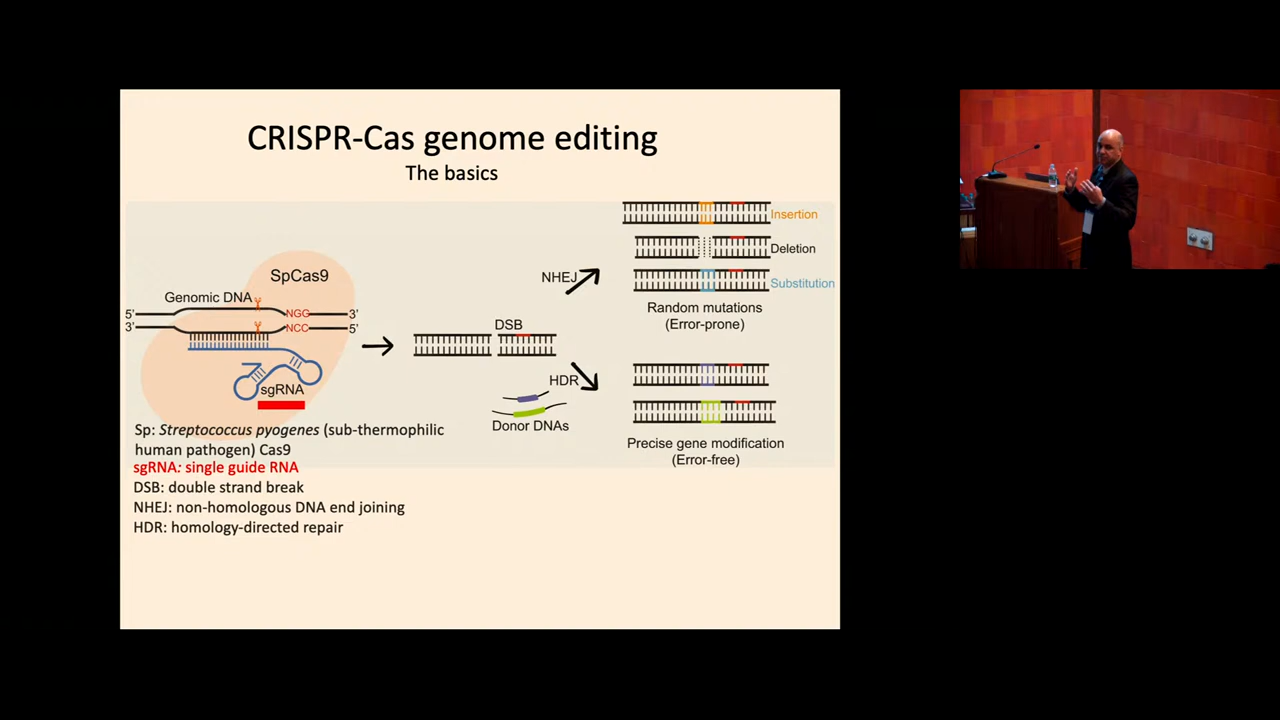 CRISPR-Cas genome editing
The basics
SpCas9
Genomic DNA
5'
3'
NGG
NCC
3'
5'
sgRNA
DSB
NHEJ
HDR
Donor DNAs
Insertion
Deletion
Substitution
Random mutations
(Error-prone)
Precise gene modification
(Error-free)
Sp: Streptococcus pyogenes (sub-thermophilic
human pathogen) Cas9
sgRNA: single guide RNA
DSB: double strand break
NHEJ: non-homologous DNA end joining
HDR: homology-directed repair